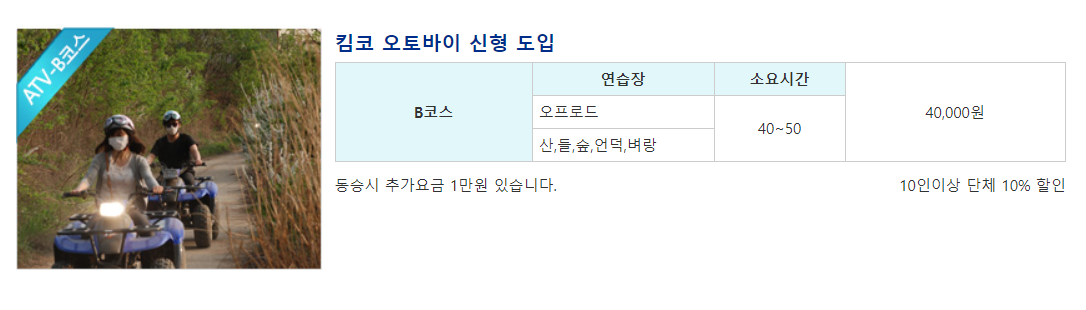 ATV-B코스
킴코 오토바이 신형 도입
B코스
연습장
소요시간
40,000원
오프로드
40~50
산,들,숲,언덕,벼랑
동승시 추가요금 1만원 있습니다.
10인이상 단체 10% 할인